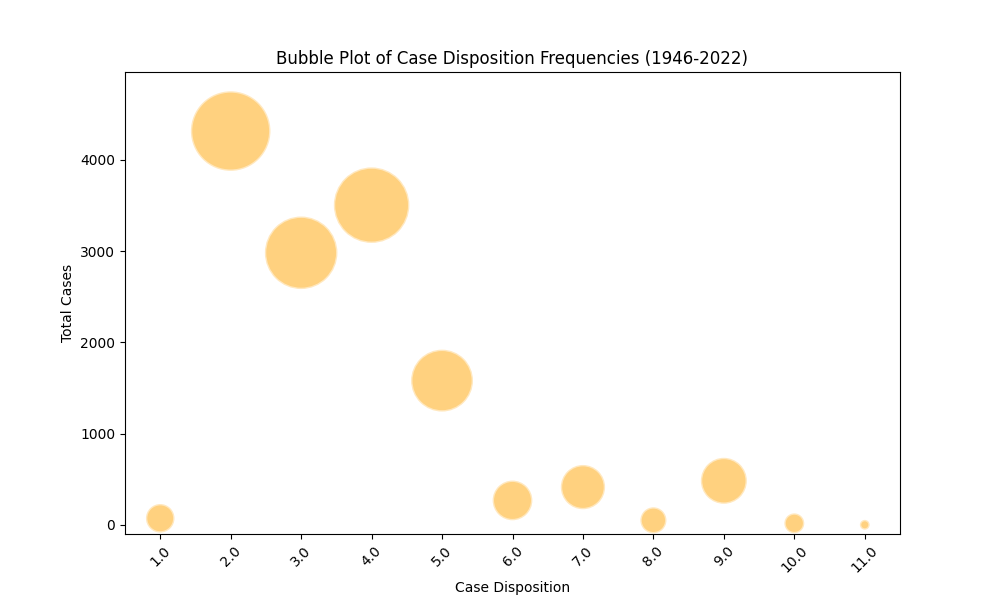 Bubble Plot of Case Disposition Frequencies (1946-2022)
Total Cases
4000
3000
2000
1000
0
1.0 2.0 3.0 4.0 5.0 6.0 7.0 8.0 9.0 10.0 11.0
Case Disposition